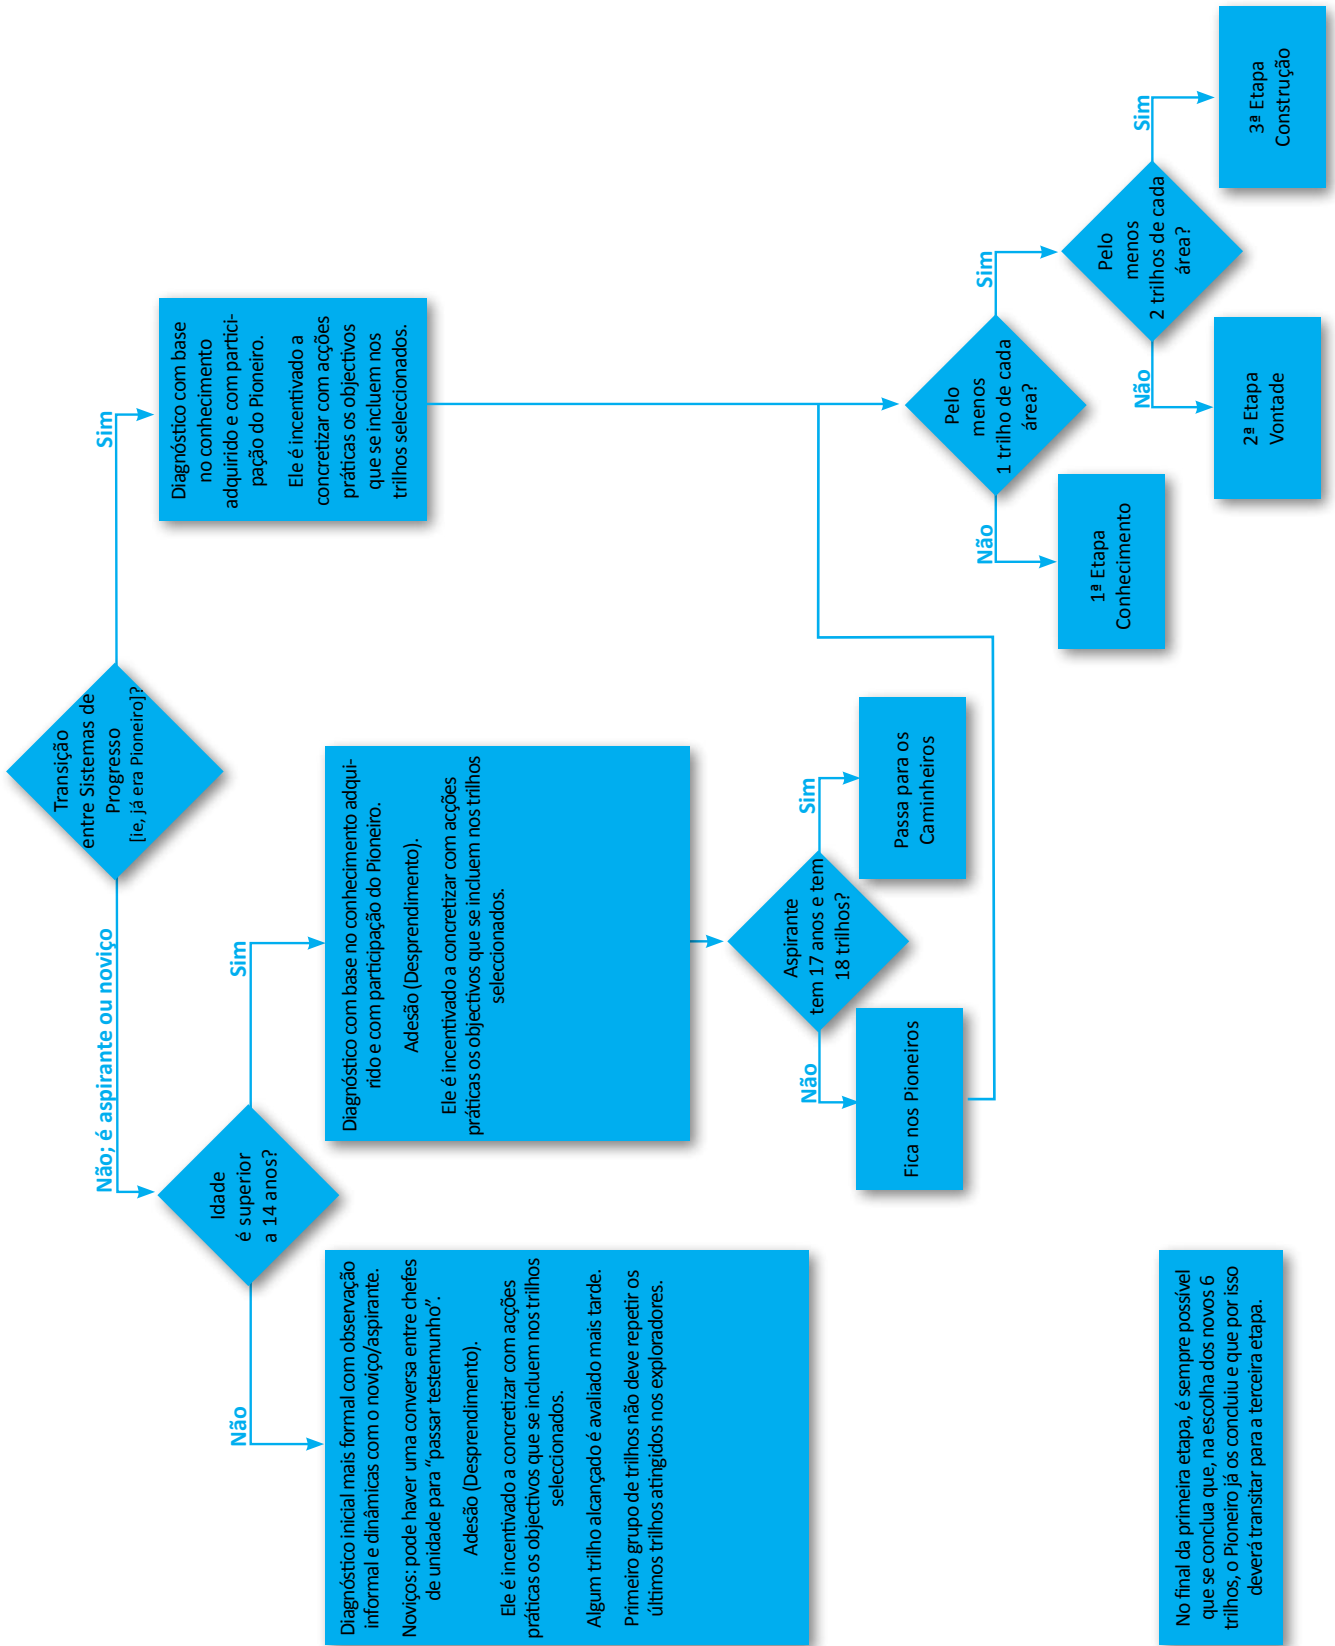 Transição
entre Sistemas de
Progresso
[ie, já era Pioneiro]?
Não; é aspirante ou noviço
Sim
Idade
é superior
a 14 anos?
Não
Sim
Diagnóstico inicial mais formal com observação
informal e dinâmicas com o noviço/aspirante.
Noviços: pode haver uma conversa entre chefes
de unidade para “passar testemunho”.
Adesão (Desprendimento).
Ele é incentivado a concretizar com acções
práticas os objectivos que se incluem nos trilhos
seleccionados.
Algum trilho alcançado é avaliado mais tarde.
Primeiro grupo de trilhos não deve repetir os
últimos trilhos atingidos nos exploradores.
Diagnóstico com base no conhecimento adqui-
rido e com participação do Pioneiro.
Adesão (Desprendimento).
Ele é incentivado a concretizar com acções
práticas os objectivos que se incluem nos trilhos
seleccionados.
Diagnóstico com base
no conhecimento
adquirido e com partici-
pação do Pioneiro.
Ele é incentivado a
concretizar com acções
práticas os objectivos
que se incluem nos
trilhos seleccionados.
Aspirante
tem 17 anos e tem
18 trilhos?
Não
Sim
Fica nos Pioneiros
Passa para os
Caminheiros
Pelo
menos
1 trilho de cada
área?
Não
Sim
1ª Etapa
Conhecimento
Pelo
menos
2 trilhos de cada
área?
Não
Sim
2ª Etapa
Vontade
3ª Etapa
Construção
No final da primeira etapa, é sempre possível
que se conclua que, na escolha dos novos 6
trilhos, o Pioneiro já os concluiu e que por isso
deverá transitar para a terceira etapa.